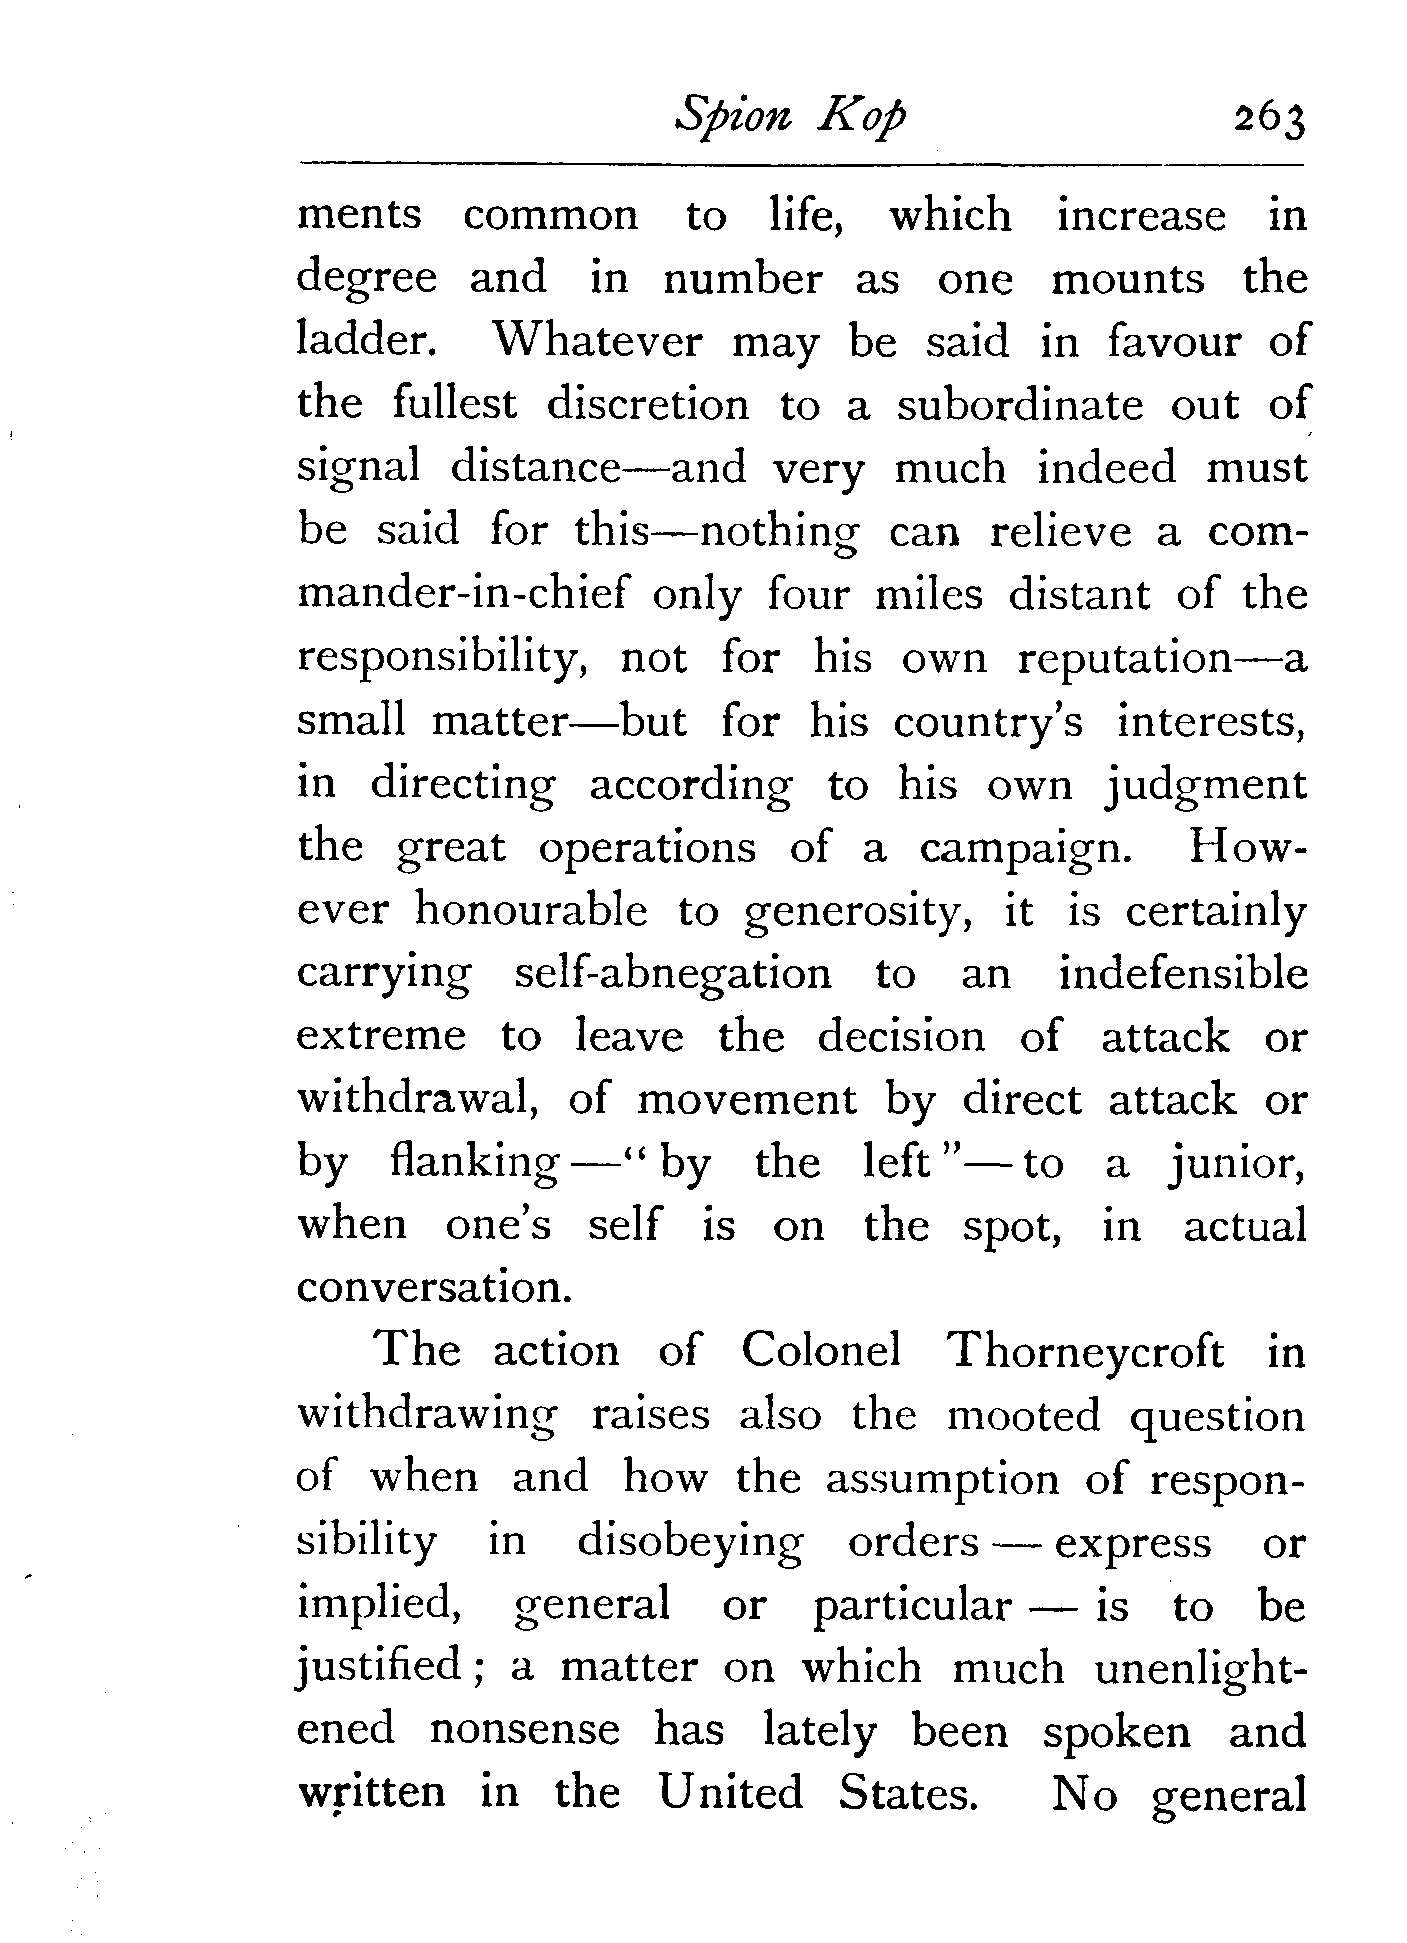 Spion Kop 263
ments common to life, which increase in
degree and in number as one mounts the
ladder. Whatever may be said in favour of
the fullest discretion to a subordinate out of
signal distance—and very much indeed must
be said for this—nothing can relieve a com-
mander-in-chief only four miles distant of the
responsibility, not for his own reputation—a
small matter—but for his country's interests,
in directing according to his own judgment
the great operations of a campaign. How-
ever honourable to generosity, it is certainly
carrying self-abnegation to an indefensible
extreme to leave the decision of attack or
withdrawal, of movement by direct attack or
by flanking—“by the left”—to a junior,
when one's self is on the spot, in actual
conversation.
The action of Colonel Thorneycroft in
withdrawing raises also the mooted question
of when and how the assumption of respon-
sibility in disobeying orders — express or
implied, general or particular — is to be
justified; a matter on which much unenlight-
ened nonsense has lately been spoken and
written in the United States. No general